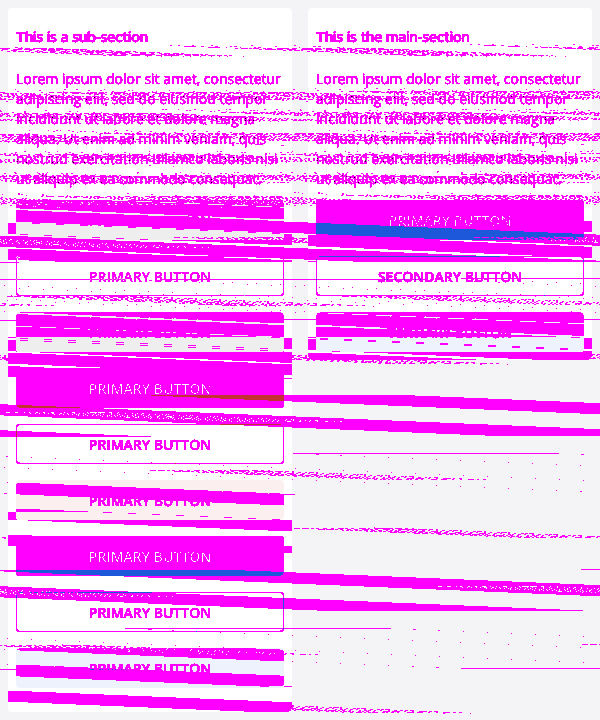 This is a sub-section
Lorem ipsum dolor sit amet, consectetur
adipiscing elit, sed do eiusmod tempor
incididunt ut labore et dolore magna
aliqua. Ut enim ad minim veniam, quis
nostrud exercitation ullamco laboris nisi
ut aliquip ex ea commodo consequat.
PRIMARY BUTTON
PRIMARY BUTTON
PRIMARY BUTTON
PRIMARY BUTTON
PRIMARY BUTTON
PRIMARY BUTTON
PRIMARY BUTTON
This is the main-section
Lorem ipsum dolor sit amet, consectetur
adipiscing elit, sed do eiusmod tempor
incididunt ut labore et dolore magna
aliqua. Ut enim ad minim veniam, quis
nostrud exercitation ullamco laboris nisi
ut aliquip ex ea commodo consequat.
PRIMARY BUTTON
SECONDARY BUTTON